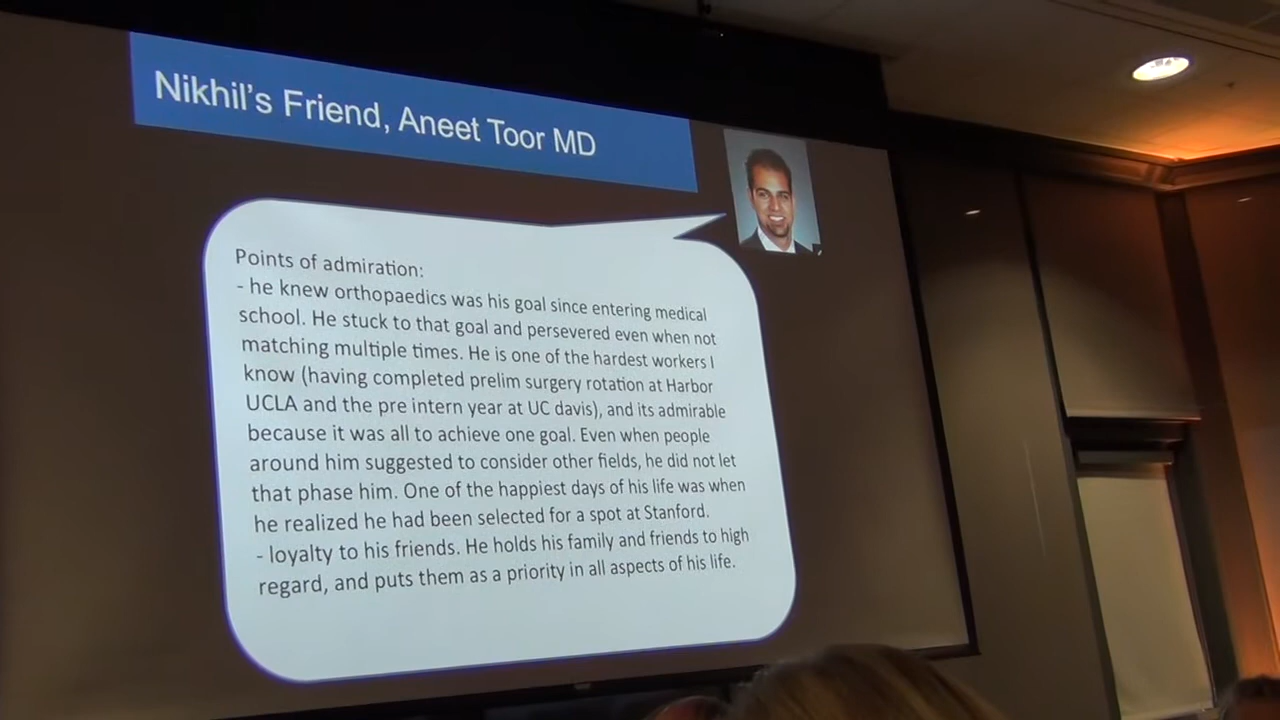 Nikhil's Friend, Aneet Toor MD
Points of admiration:
- he knew orthopaedics was his goal since entering medical
school. He stuck to that goal and persevered even when not
matching multiple times. He is one of the hardest workers I
know (having completed prelim surgery rotation at Harbor
UCLA and the pre intern year at UC davis), and its admirable
because it was all to achieve one goal. Even when people
around him suggested to consider other fields, he did not let
that phase him. One of the happiest days of his life was when
he realized he had been selected for a spot at Stanford.
- loyalty to his friends. He holds his family and friends to high
regard, and puts them as a priority in all aspects of his life.